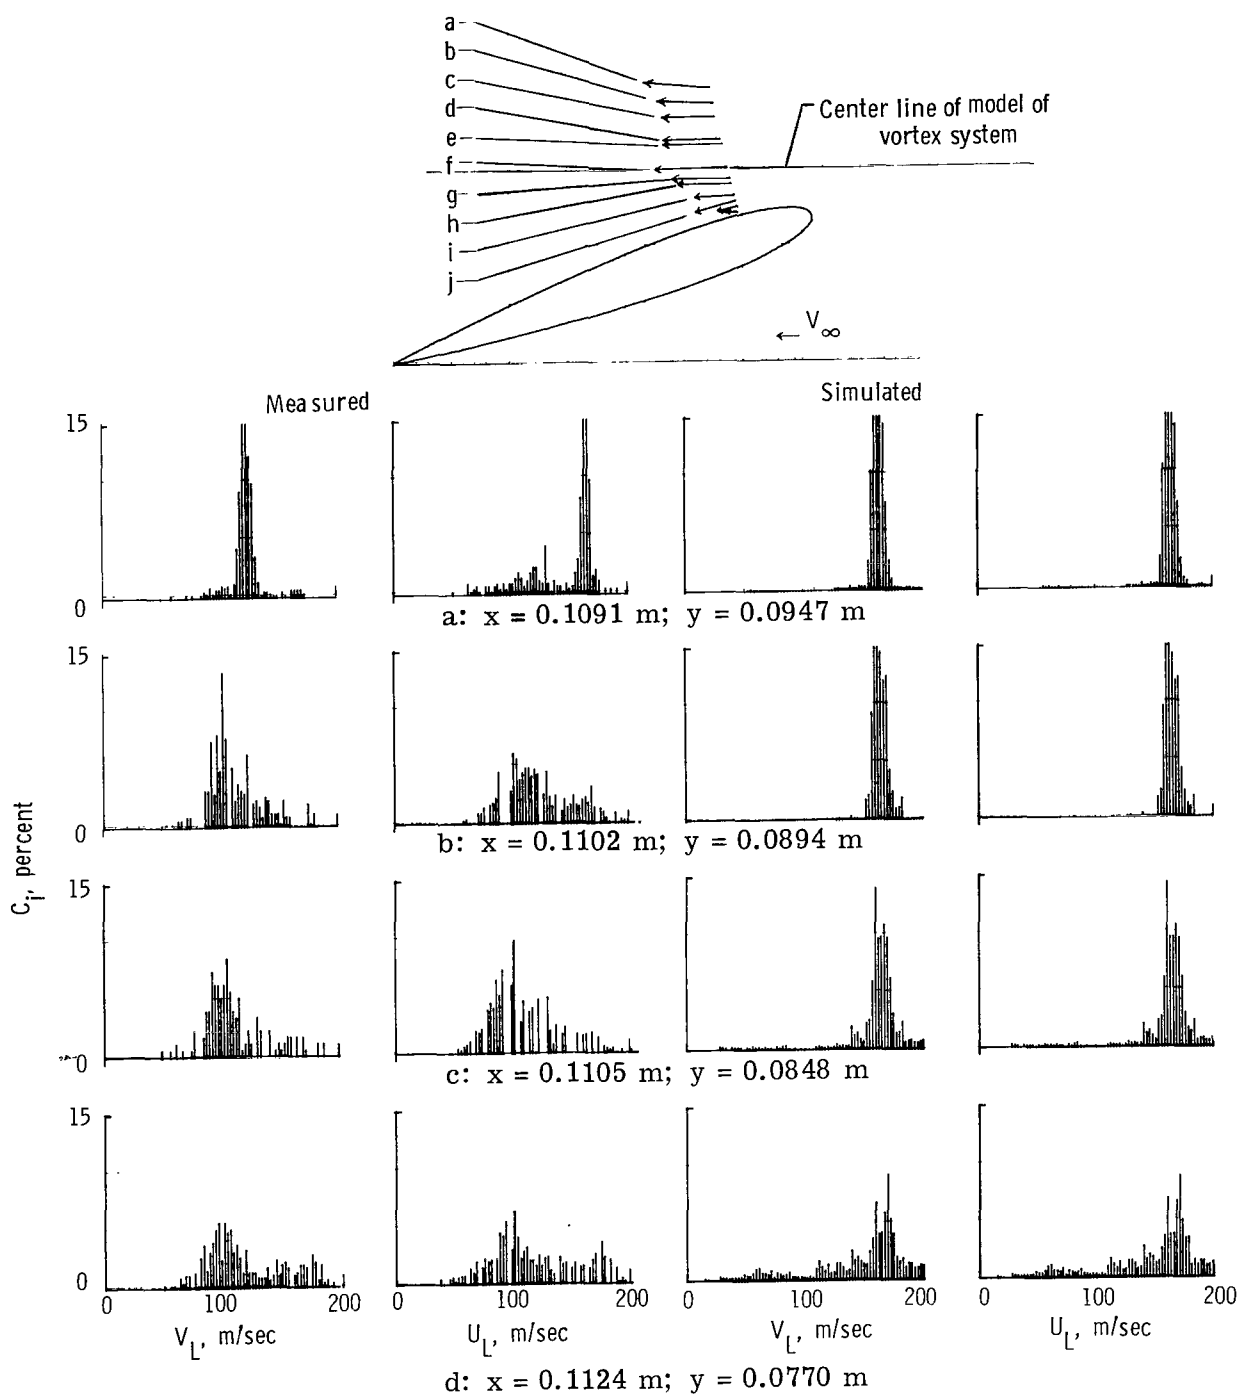 a
b
c
d
e
f
g
h
i
j
Center line of model of
vortex system
V∞
Measured
Simulated
15
0
a: x = 0.1091 m; y = 0.0947 m
15
0
b: x = 0.1102 m; y = 0.0894 m
C_i, percent
15
0
c: x = 0.1105 m; y = 0.0848 m
15
0
0 100 200
0 100 200
0 100 200
0 100 200
V_L, m/sec
U_L, m/sec
V_L, m/sec
U_L, m/sec
d: x = 0.1124 m; y = 0.0770 m